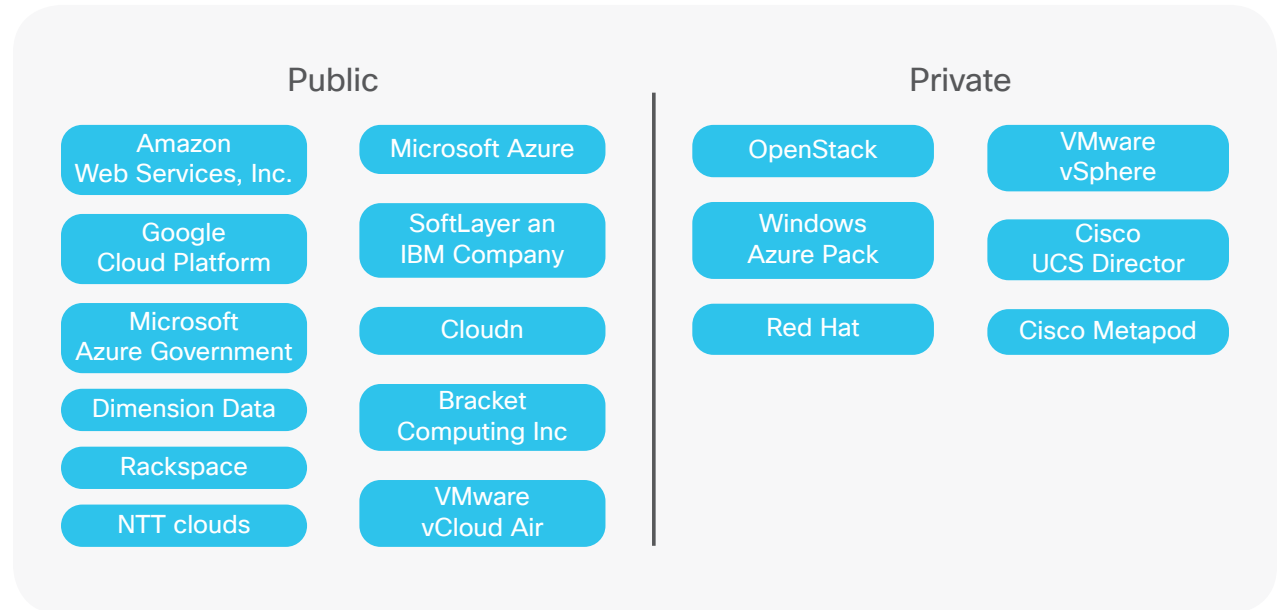 Public
Amazon
Web Services, Inc.
Google
Cloud Platform
Microsoft
Azure Government
Dimension Data
Rackspace
NTT clouds
Microsoft Azure
SoftLayer an
IBM Company
Cloudn
Bracket
Computing Inc
VMware
vCloud Air
Private
OpenStack
Windows
Azure Pack
Red Hat
VMware
vSphere
Cisco
UCS Director
Cisco Metapod